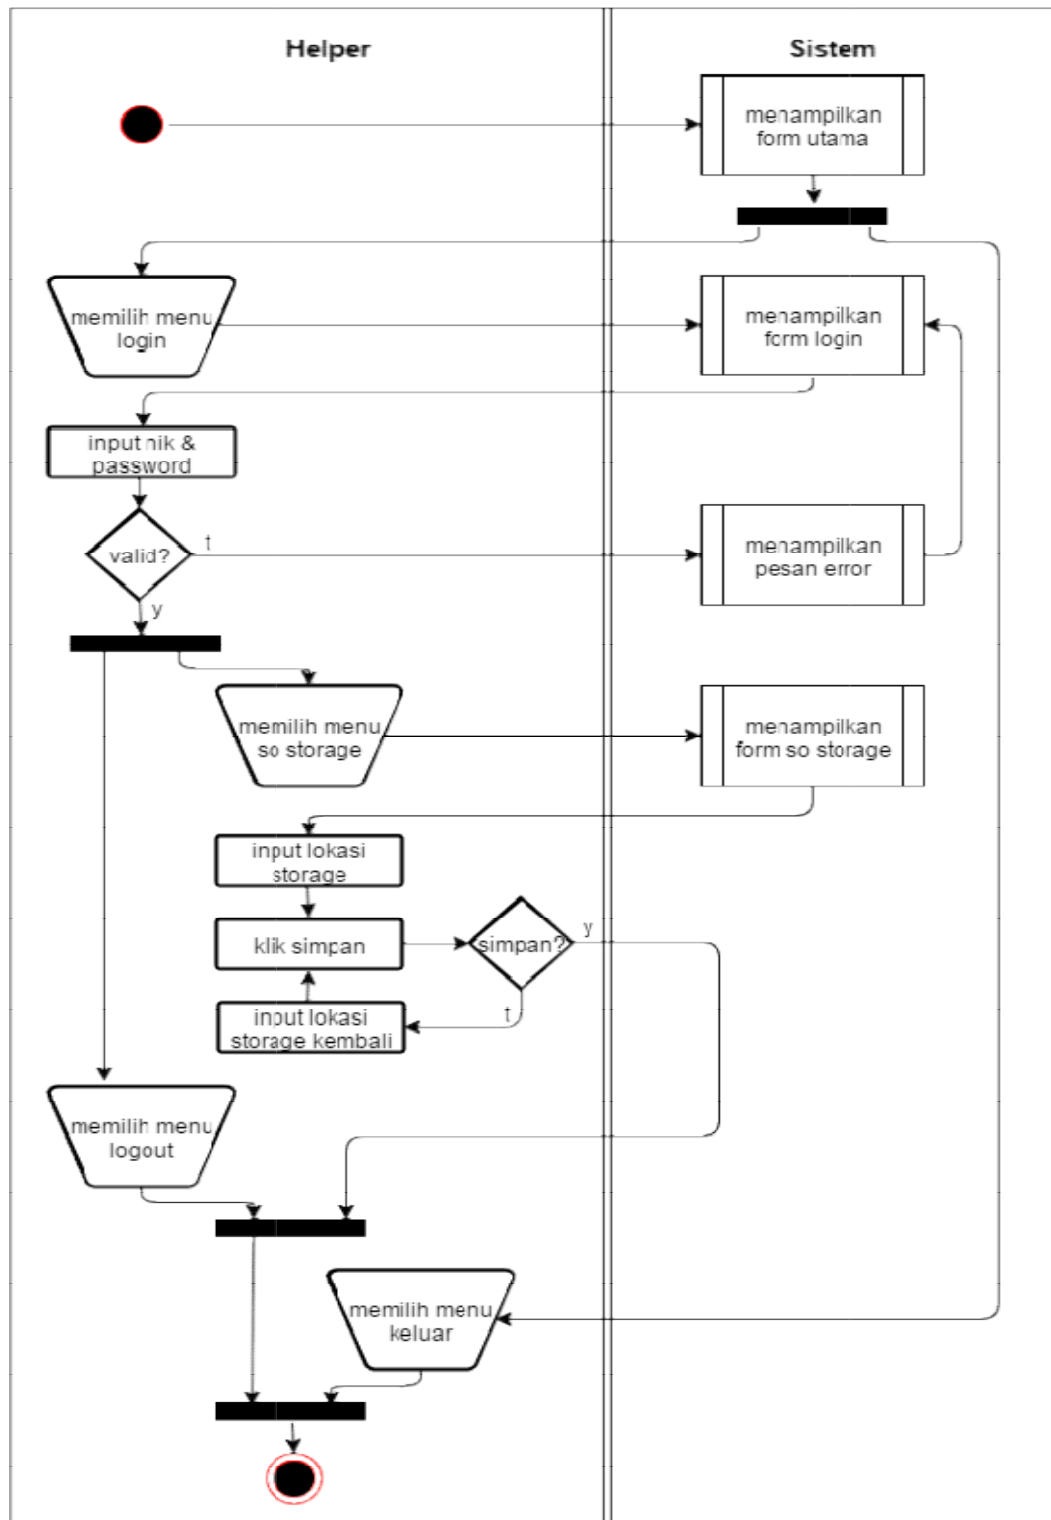 Helper
Sistem
menampilkan
form utama
memilih menu
login
menampilkan
form login
input nik &
password
valid?
t
menampilkan
pesan error
y
memilih menu
so storage
menampilkan
form so storage
input lokasi
storage
klik simpan
simpan?
y
t
input lokasi
storage kembali
memilih menu
logout
memilih menu
keluar